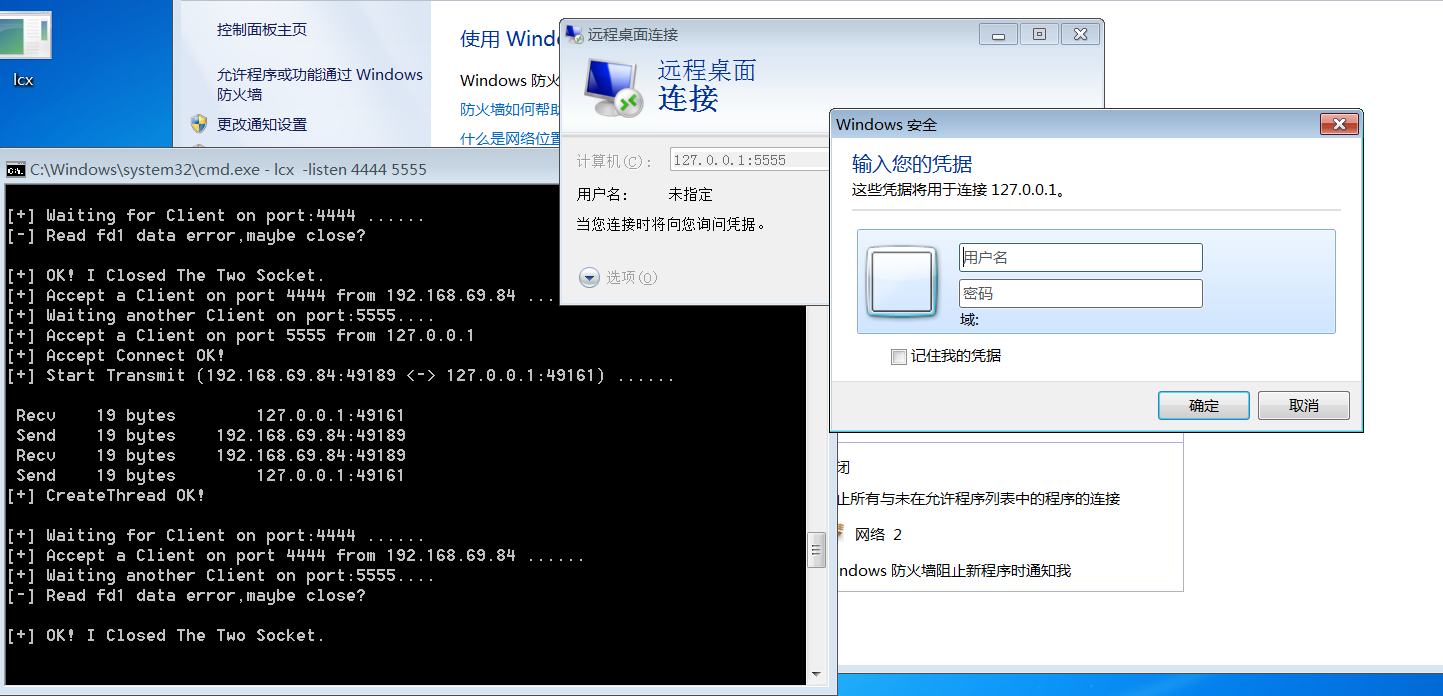 lcx
控制面板主页
允许程序或功能通过 Windows
防火墙
更改通知设置
使用 Wind
Windows 防火
防火墙如何帮助
什么是网络位置
远程桌面连接
远程桌面
连接
计算机(C):
127.0.0.1:5555
用户名:
未指定
当您连接时将向您询问凭据。
选项(O)
Windows 安全
输入您的凭据
这些凭据将用于连接 127.0.0.1。
用户名
密码
域:
记住我的凭据
确定
取消
C:\Windows\system32\cmd.exe - lcx  -listen 4444 5555
[+] Waiting for Client on port:4444 ......
[-] Read fd1 data error,maybe close?
[+] OK! I Closed The Two Socket.
[+] Accept a Client on port 4444 from 192.168.69.84 ...
[+] Waiting another Client on port:5555....
[+] Accept a Client on port 5555 from 127.0.0.1
[+] Accept Connect OK!
[+] Start Transmit (192.168.69.84:49189 <-> 127.0.0.1:49161) ......
Recv    19 bytes        127.0.0.1:49161
Send    19 bytes    192.168.69.84:49189
Recv    19 bytes    192.168.69.84:49189
Send    19 bytes        127.0.0.1:49161
[+] CreateThread OK!
[+] Waiting for Client on port:4444 ......
[+] Accept a Client on port 4444 from 192.168.69.84 ......
[+] Waiting another Client on port:5555....
[-] Read fd1 data error,maybe close?
[+] OK! I Closed The Two Socket.
闭
止所有与未在允许程序列表中的程序的连接
网络 2
ndows 防火墙阻止新程序时通知我